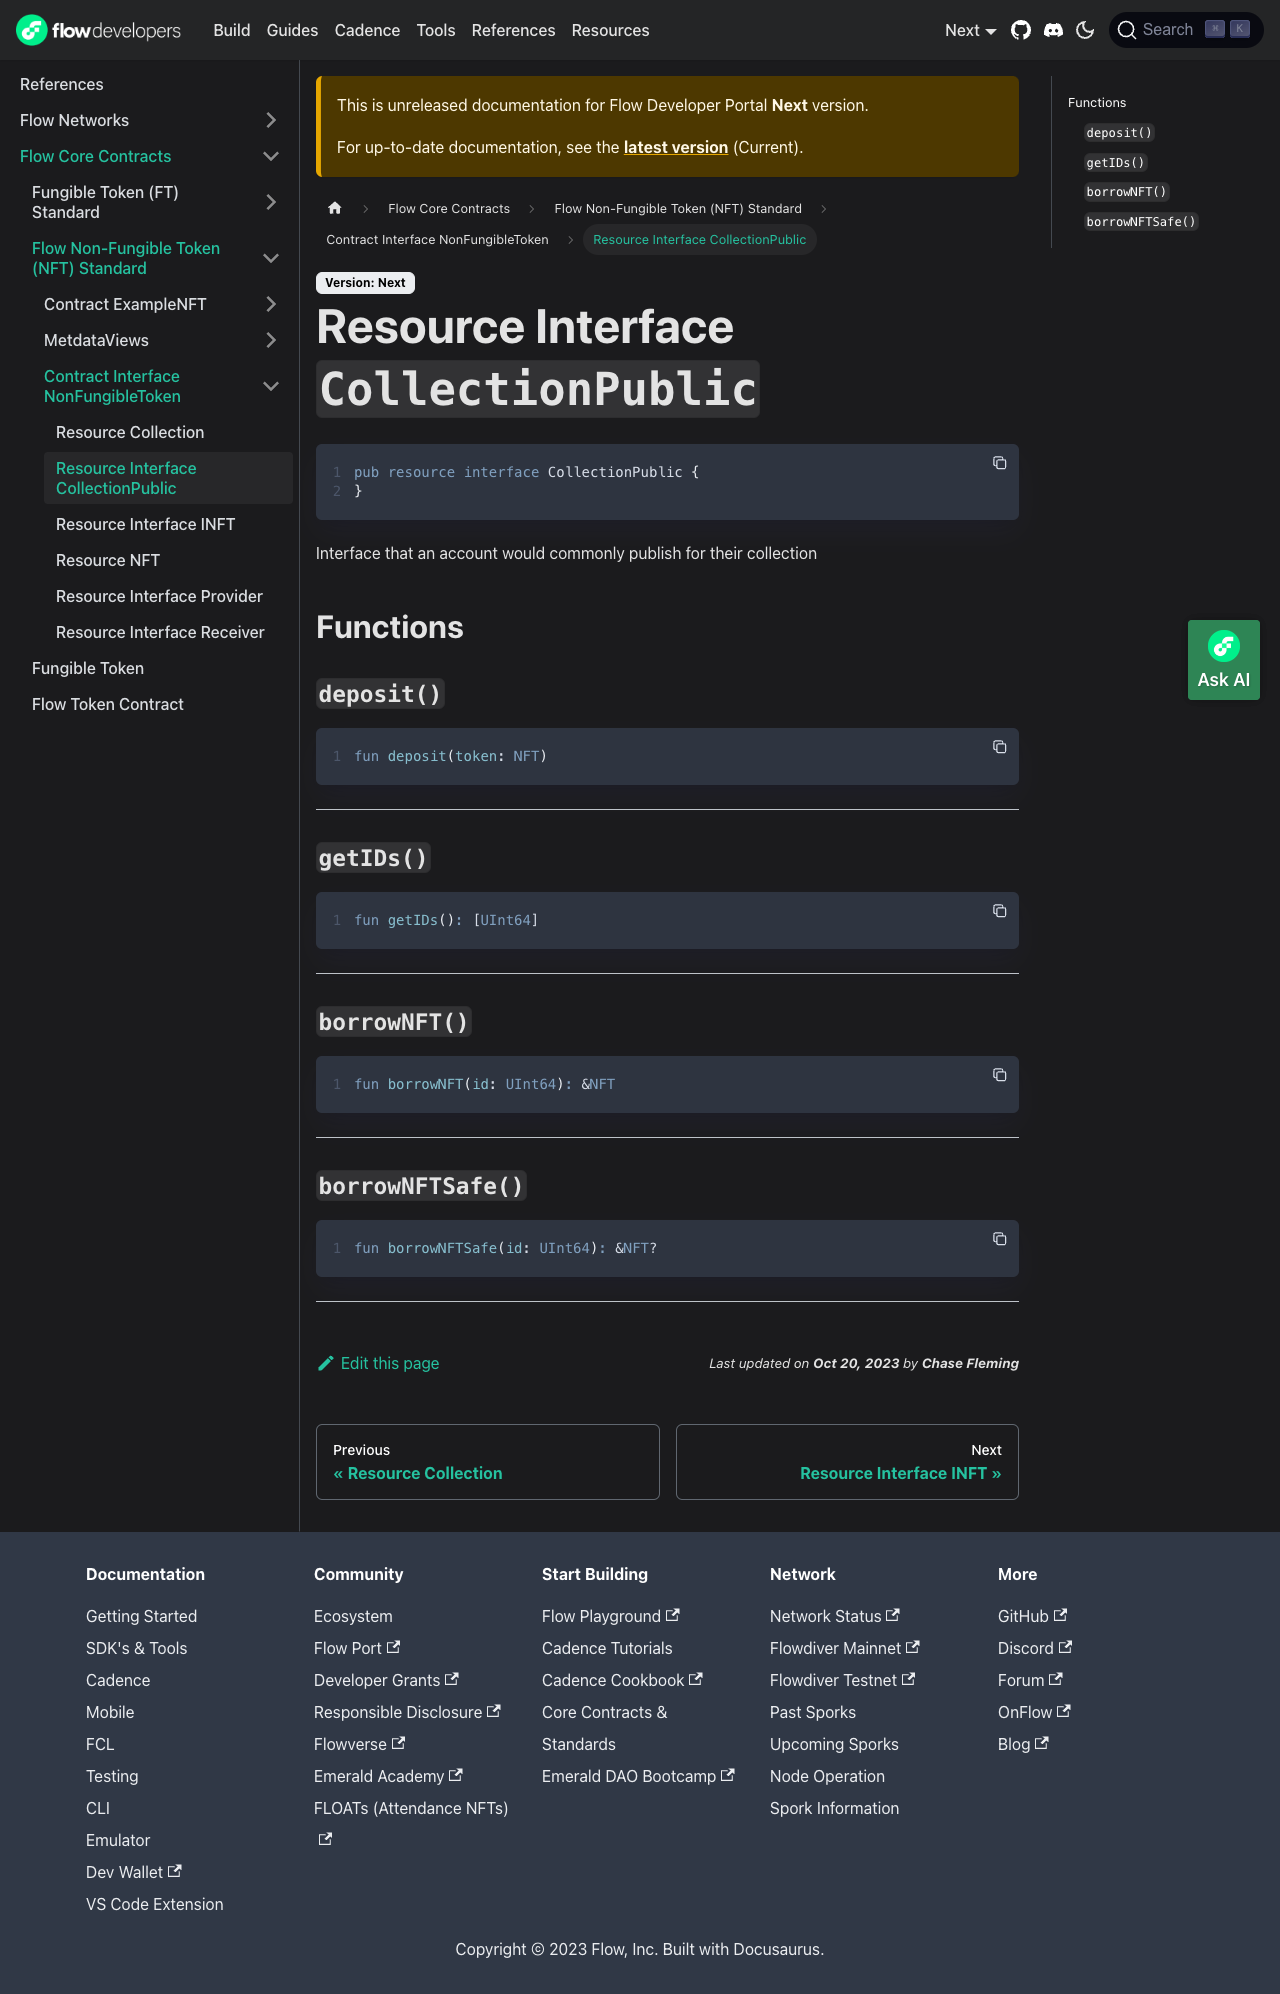 flowdevelopers
Build Guides Cadence Tools References Resources
Next
Search ⌘ K
References
Flow Networks
Flow Core Contracts
Fungible Token (FT)
Standard
Flow Non-Fungible Token
(NFT) Standard
Contract ExampleNFT
MetdataViews
Contract Interface
NonFungibleToken
Resource Collection
Resource Interface
CollectionPublic
Resource Interface INFT
Resource NFT
Resource Interface Provider
Resource Interface Receiver
Fungible Token
Flow Token Contract
This is unreleased documentation for Flow Developer Portal Next version.
For up-to-date documentation, see the latest version (Current).
Flow Core Contracts
Flow Non-Fungible Token (NFT) Standard
Contract Interface NonFungibleToken
Resource Interface CollectionPublic
Version: Next
Resource Interface
CollectionPublic
1 pub resource interface CollectionPublic {
2 }
Interface that an account would commonly publish for their collection
Functions
deposit()
1 fun deposit(token: NFT)
getIDs()
1 fun getIDs(): [UInt64]
borrowNFT()
1 fun borrowNFT(id: UInt64): &NFT
borrowNFTSafe()
1 fun borrowNFTSafe(id: UInt64): &NFT?
Edit this page
Last updated on Oct 20, 2023 by Chase Fleming
Previous
« Resource Collection
Next
Resource Interface INFT »
Functions
deposit()
getIDs()
borrowNFT()
borrowNFTSafe()
Ask AI
Documentation
Getting Started
SDK's & Tools
Cadence
Mobile
FCL
Testing
CLI
Emulator
Dev Wallet
VS Code Extension
Community
Ecosystem
Flow Port
Developer Grants
Responsible Disclosure
Flowverse
Emerald Academy
FLOATs (Attendance NFTs)
Start Building
Flow Playground
Cadence Tutorials
Cadence Cookbook
Core Contracts &
Standards
Emerald DAO Bootcamp
Network
Network Status
Flowdiver Mainnet
Flowdiver Testnet
Past Sporks
Upcoming Sporks
Node Operation
Spork Information
More
GitHub
Discord
Forum
OnFlow
Blog
Copyright © 2023 Flow, Inc. Built with Docusaurus.